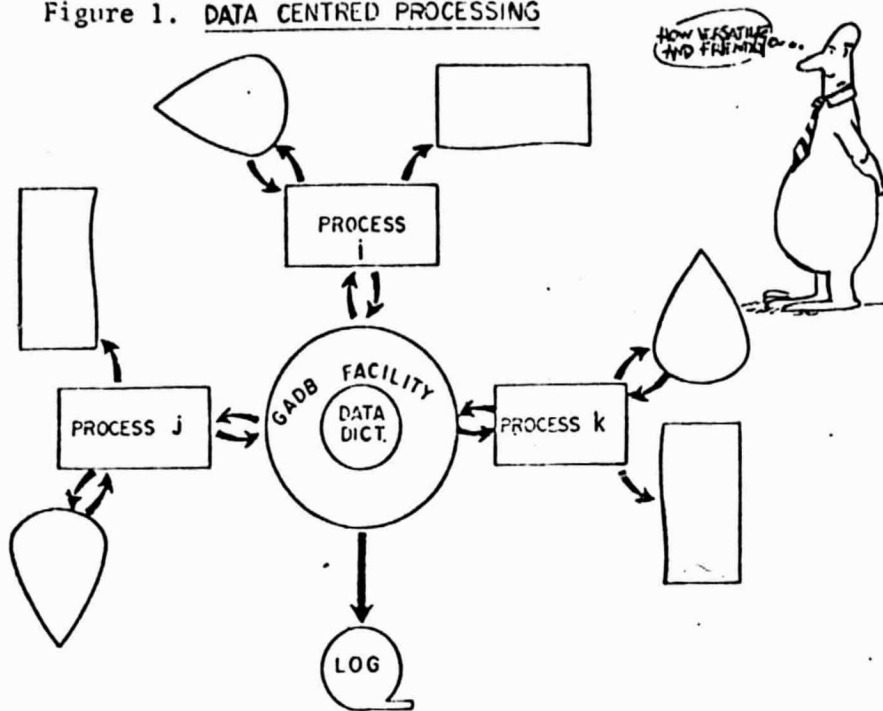 Figure 1. DATA CENTRED PROCESSING
HOW VERSATILE
AND FRIENDLY...
PROCESS
i
GADB FACILITY
DATA
DICT.
PROCESS j
PROCESS k
LOG